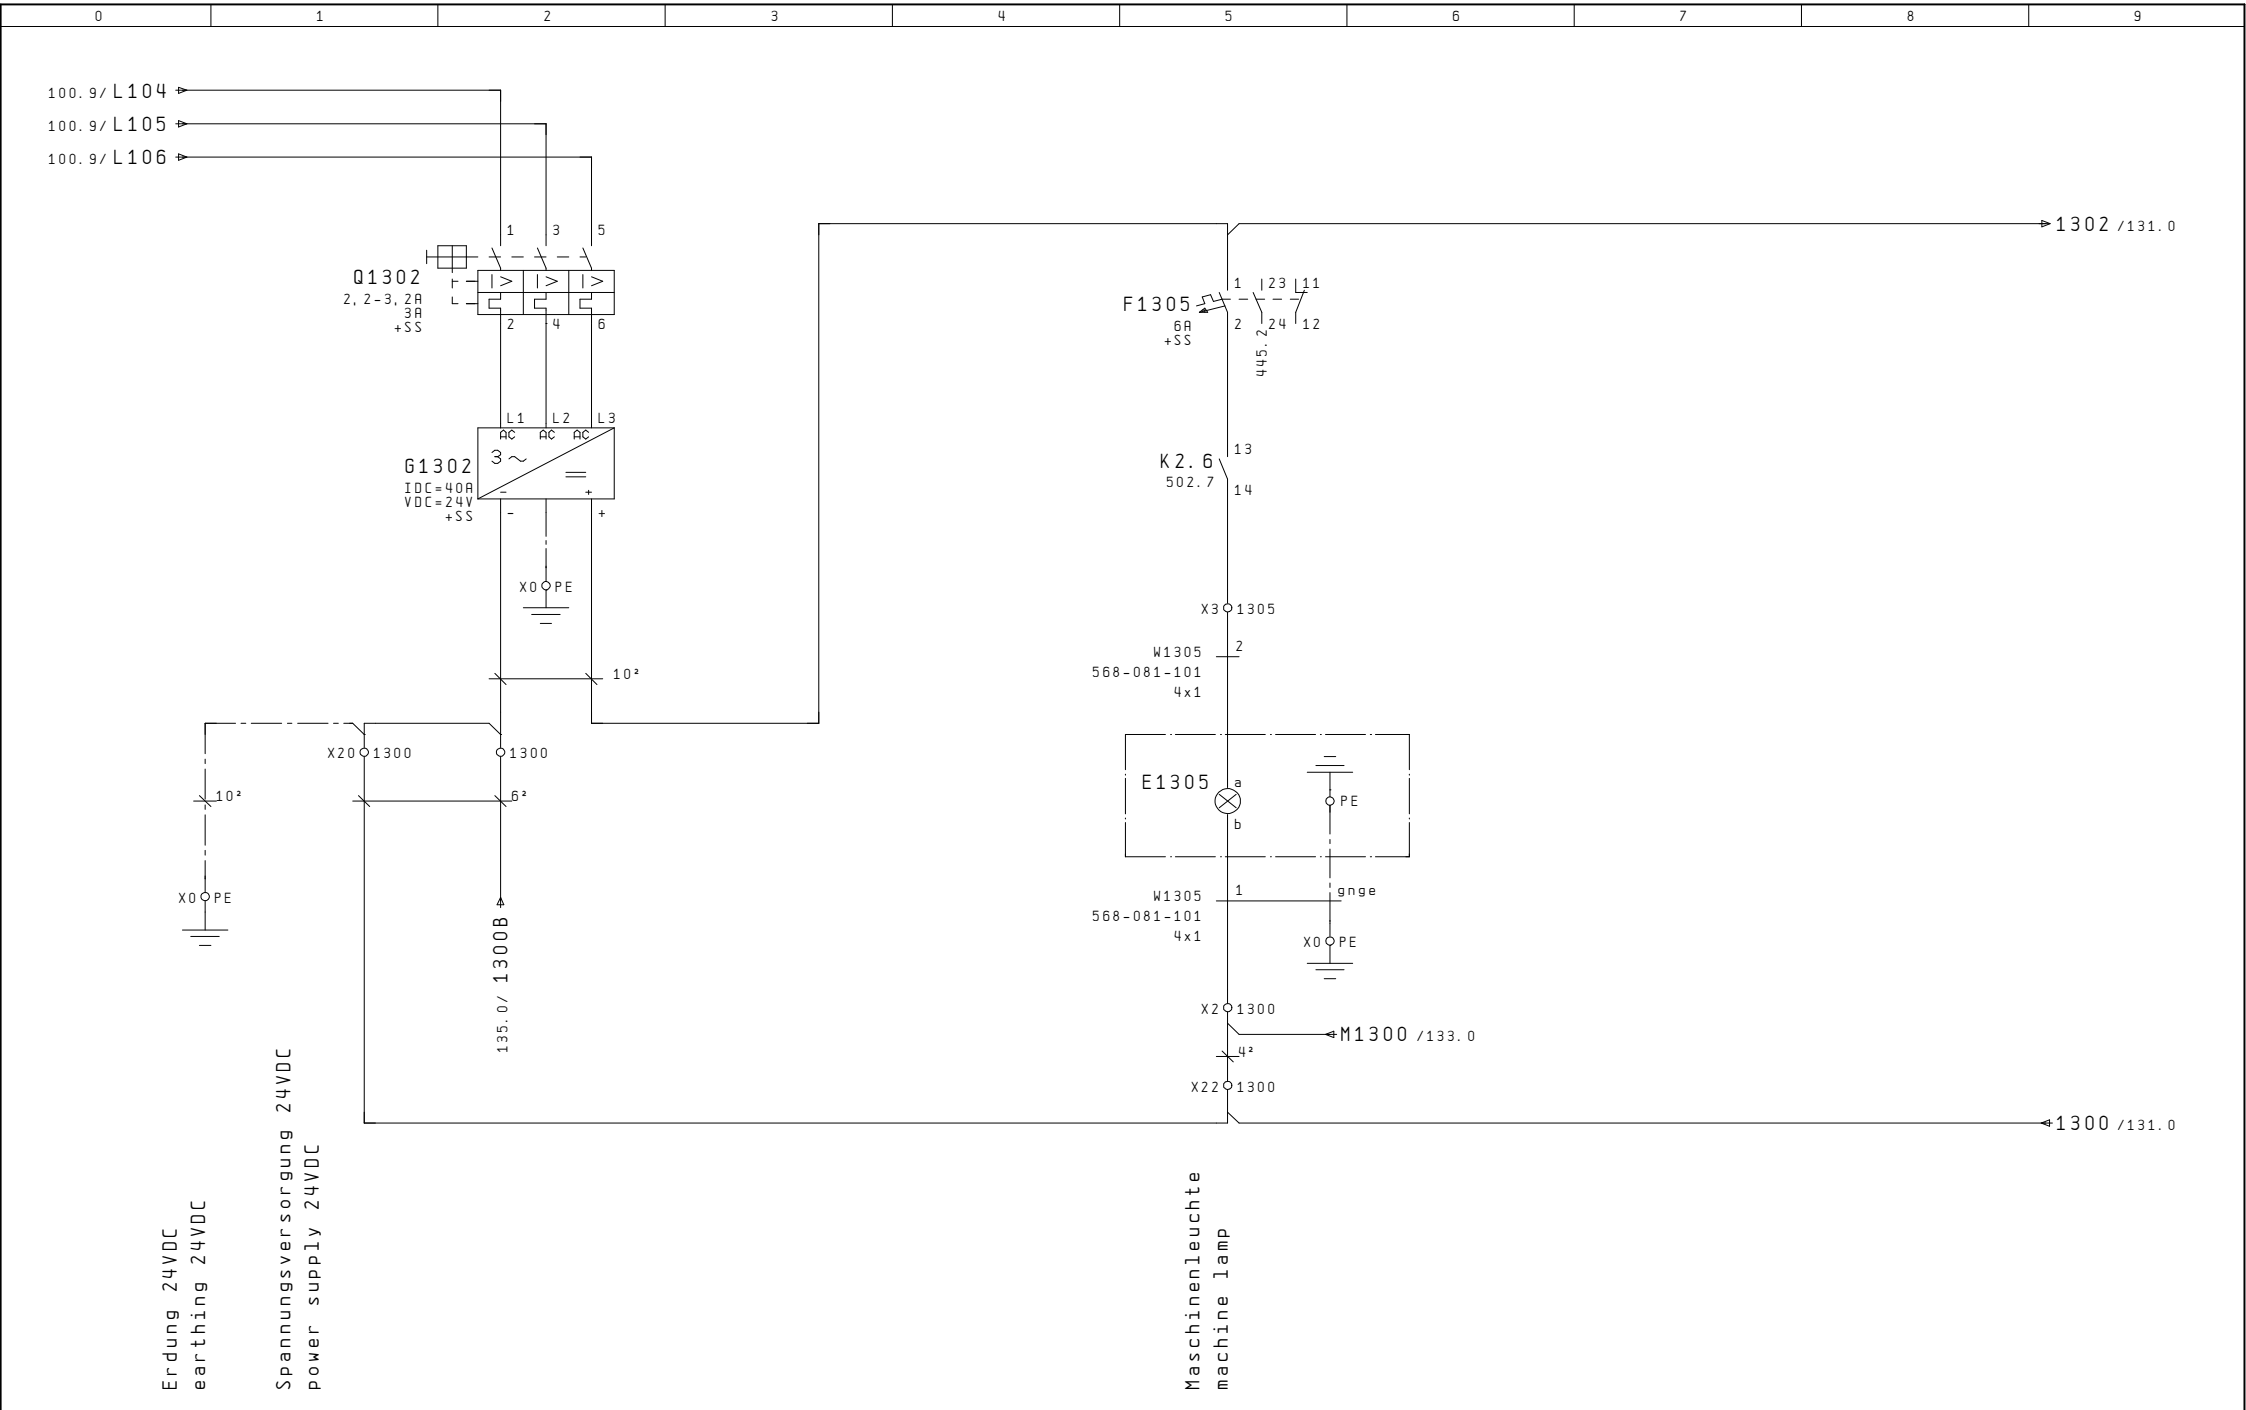 0 1 2 3 4 5 6 7 8 9
100.9/ L104
100.9/ L105
100.9/ L106
1 3 5
Q1302
2,2-3,2A
3A
+SS
I> I> I>
2 4 6
L1 L2 L3
AC AC AC
3~
G1302
IDC=40A
VDC=24V
+SS
- +
- +
X0 PE
10²
X20 1300
1300
10²
6²
X0 PE
135.0/ 1300B
1302 /131.0
1 23 11
F1305
6A
+SS
2 24 12
445.2
13
K2.6
502.7
14
X3 1305
W1305 2
568-081-101
4x1
E1305 a
b
PE
W1305 1 gnge
568-081-101
4x1
X0 PE
X2 1300
M1300 /133.0
4²
X22 1300
1300 /131.0
Erdung 24VDC
earthing 24VDC
Spannungsversorgung 24VDC
power supply 24VDC
Maschinenleuchte
machine lamp